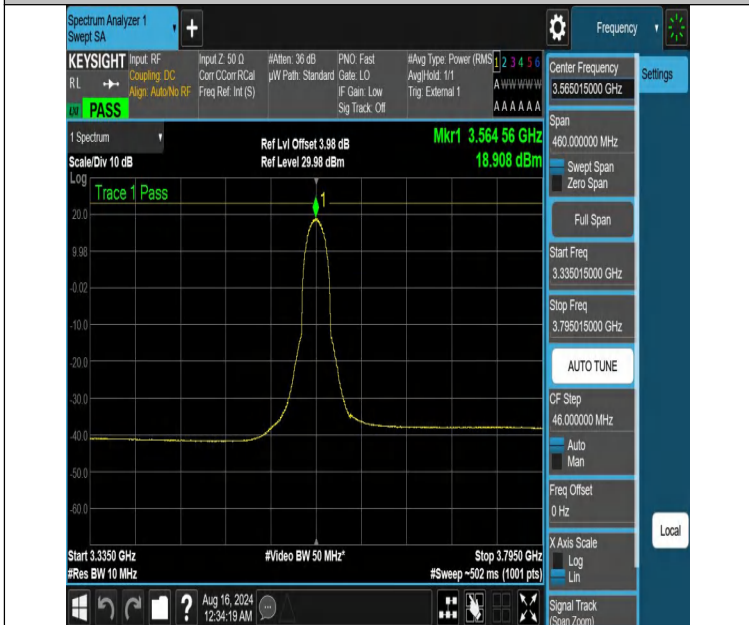 Spectrum Analyzer 1
Swept SA
Frequency
KEYSIGHT
RL
PASS
Input: RF
Coupling: DC
Align: Auto/No RF
Input Z: 50 Ω
Corr CCorr RCal
Freq Ref: Int (S)
#Atten: 36 dB
µW Path: Standard
PNO: Fast
Gate: LO
IF Gain: Low
Sig Track: Off
#Avg Type: Power (RMS
Avg|Hold: 1/1
Trig: External 1
1 2 3 4 5 6
A W W W W W
A A A A A A
1 Spectrum
Scale/Div 10 dB
Ref Lvl Offset 3.98 dB
Ref Level 29.98 dBm
Mkr1 3.564 56 GHz
18.908 dBm
Log
Trace 1 Pass
1
20.0
9.98
-0.02
-10.0
-20.0
-30.0
-40.0
-50.0
-60.0
Start 3.3350 GHz
#Res BW 10 MHz
#Video BW 50 MHz*
Stop 3.7950 GHz
#Sweep ~502 ms (1001 pts)
Aug 16, 2024
12:34:19 AM
?
Center Frequency
3.565015000 GHz
Settings
Span
460.000000 MHz
Swept Span
Zero Span
Full Span
Start Freq
3.335015000 GHz
Stop Freq
3.795015000 GHz
AUTO TUNE
CF Step
46.000000 MHz
Auto
Man
Freq Offset
0 Hz
X Axis Scale
Log
Lin
Local
Signal Track
(Span Zoom)